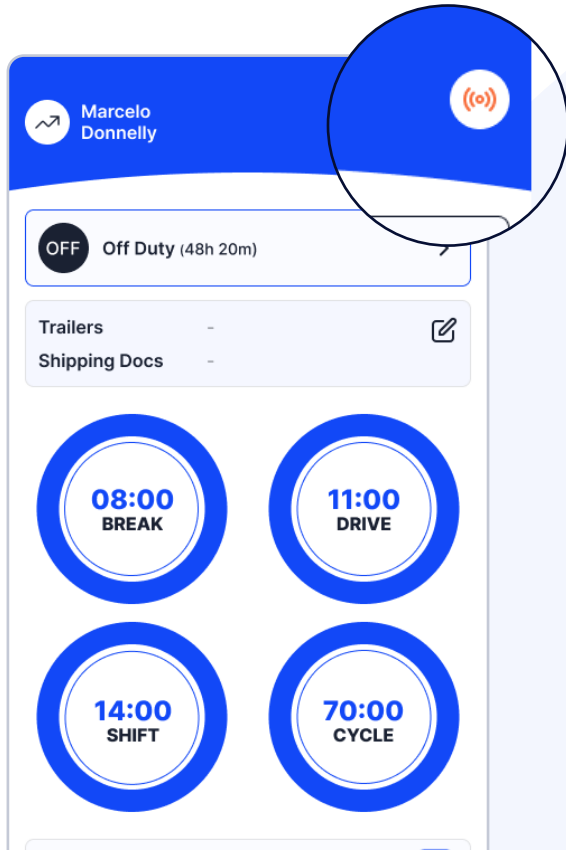 Marcelo
Donnelly
OFF Off Duty (48h 20m)
Trailers -
Shipping Docs -
08:00 11:00
BREAK DRIVE
14:00 70:00
SHIFT CYCLE